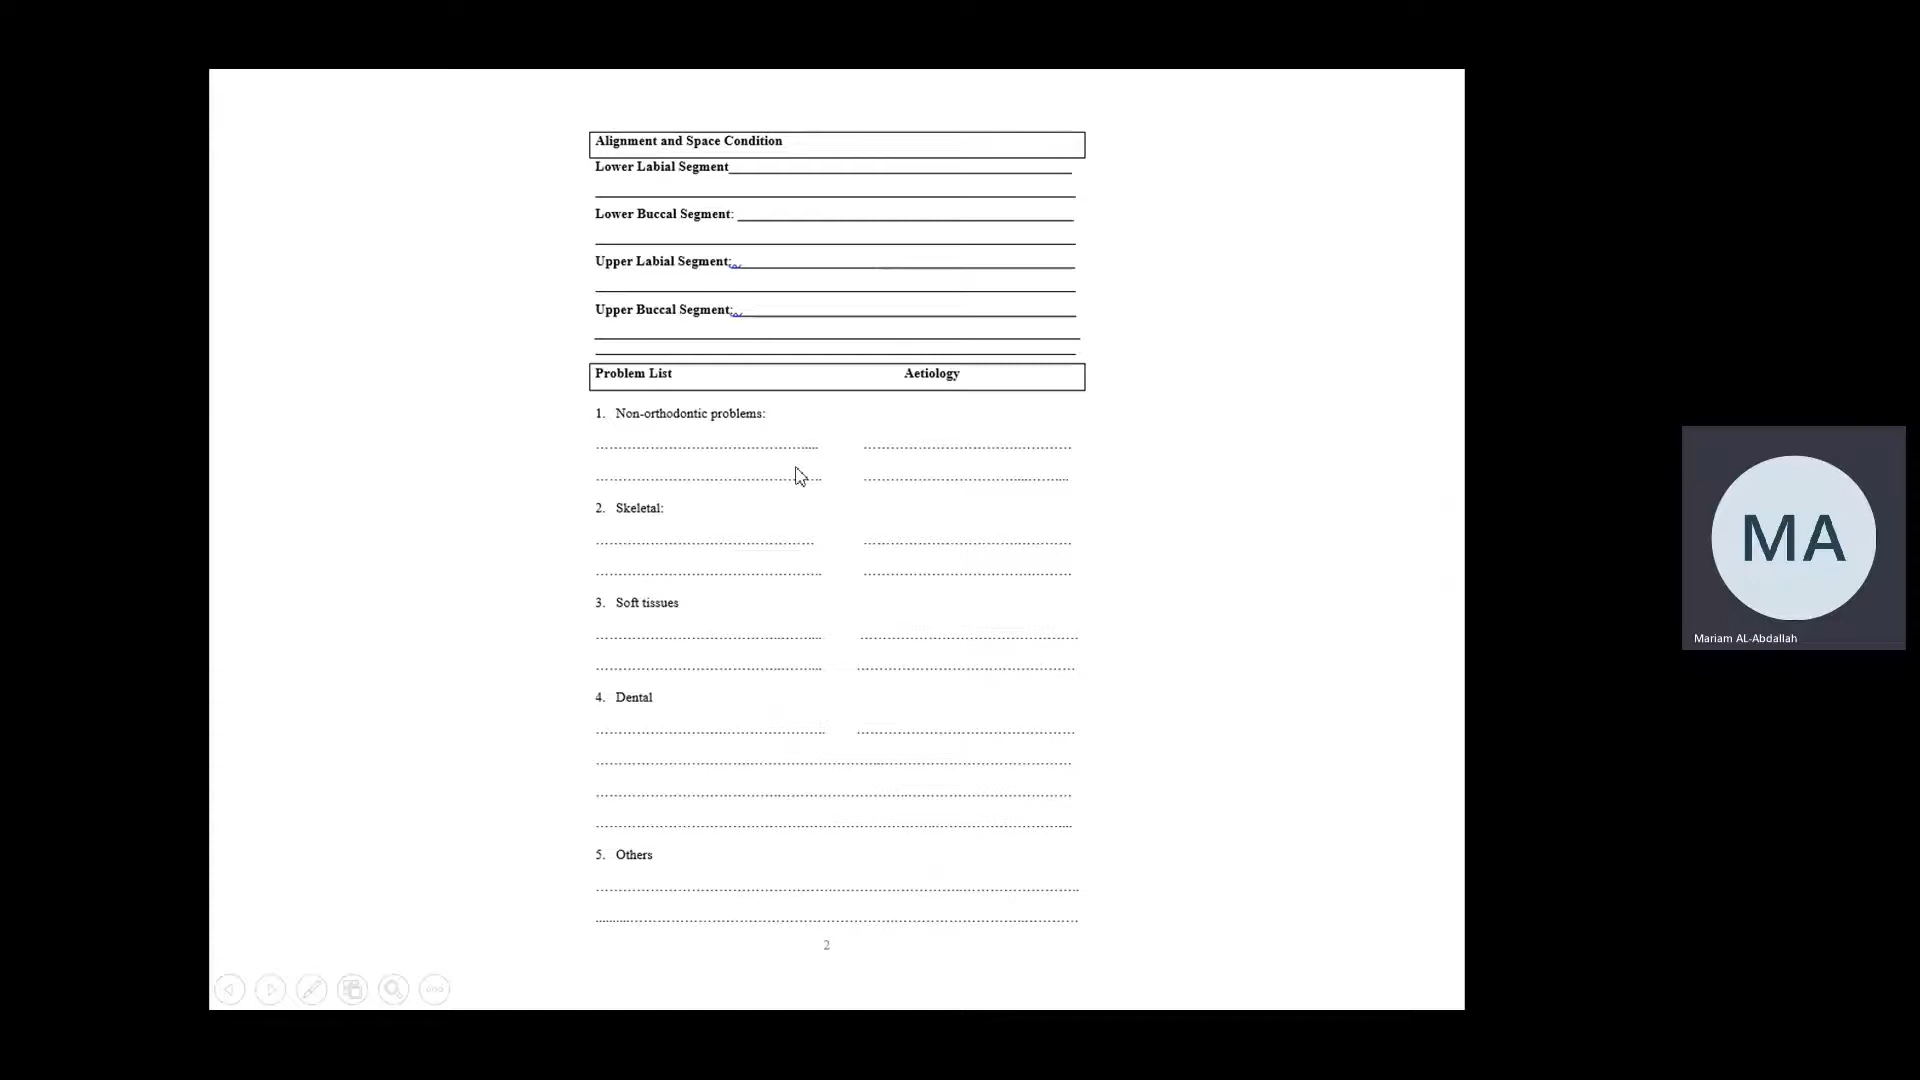 Alignment and Space Condition
Lower Labial Segment
Lower Buccal Segment:
Upper Labial Segment:
Upper Buccal Segment:
Problem List Aetiology
1. Non-orthodontic problems:
2. Skeletal:
3. Soft tissues
4. Dental
5. Others
2
MA
Mariam AL-Abdallah